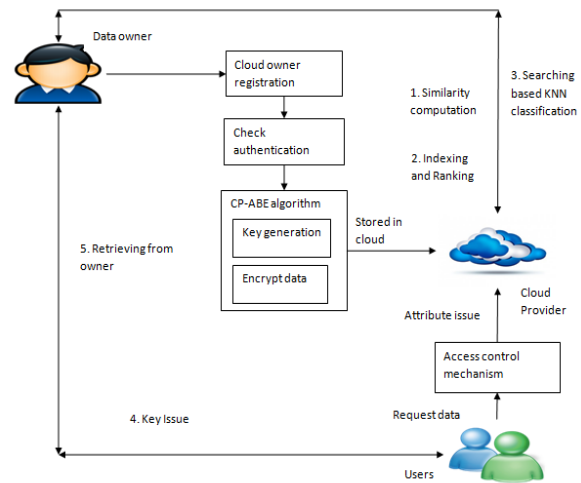 Data owner
Cloud owner
registration
1. Similarity
computation
3. Searching
based KNN
classification
Check
authentication
2. Indexing
and Ranking
CP-ABE algorithm
Key generation
Encrypt data
Stored in
cloud
5. Retrieving from
owner
Cloud
Provider
Attribute issue
Access control
mechanism
Request data
4. Key Issue
Users